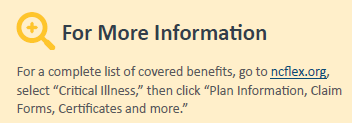 For More Information
For a complete list of covered benefits, go to ncflex.org,
select “Critical Illness,” then click “Plan Information, Claim
Forms, Certificates and more.”